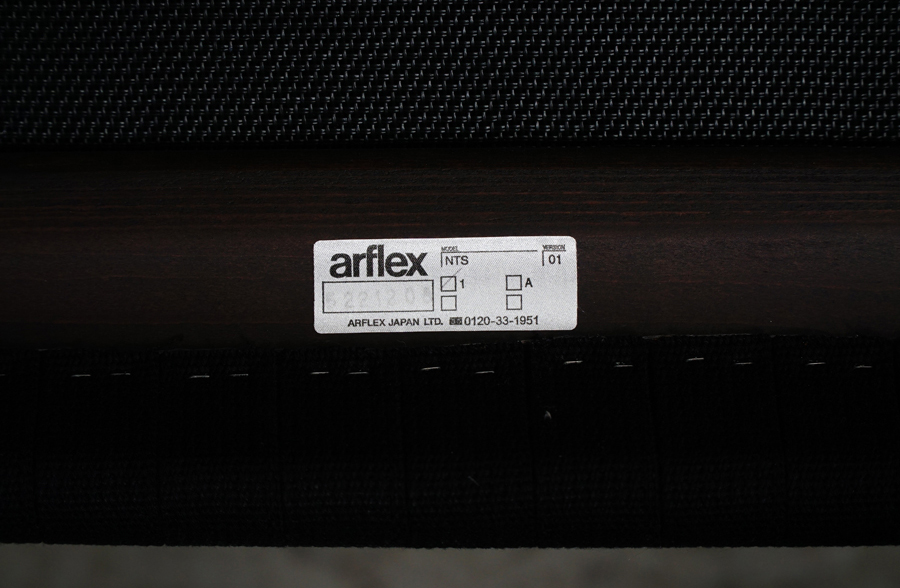 arflex
MODEL
NTS
VERSION
01
1
A
ARFLEX JAPAN LTD. 0120-33-1951